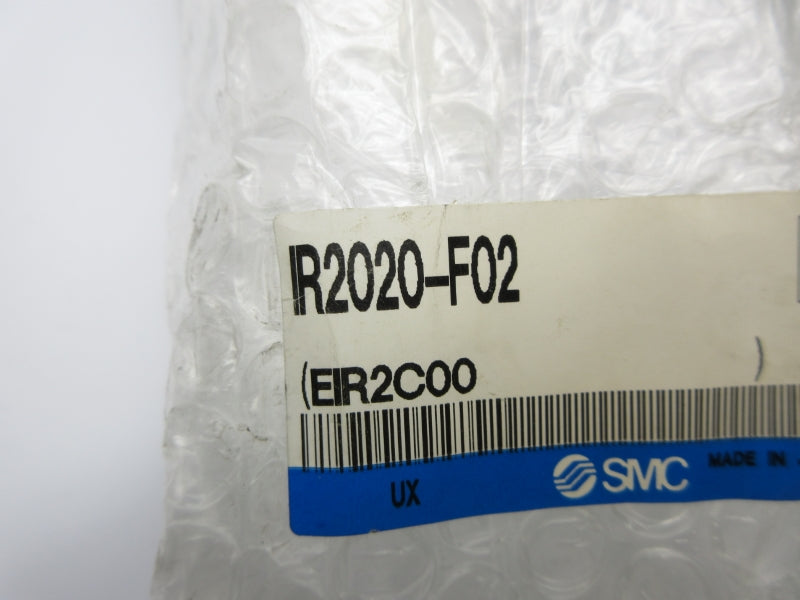 IR2020-F02
(EIR2C00 )
UX SMC MADE IN